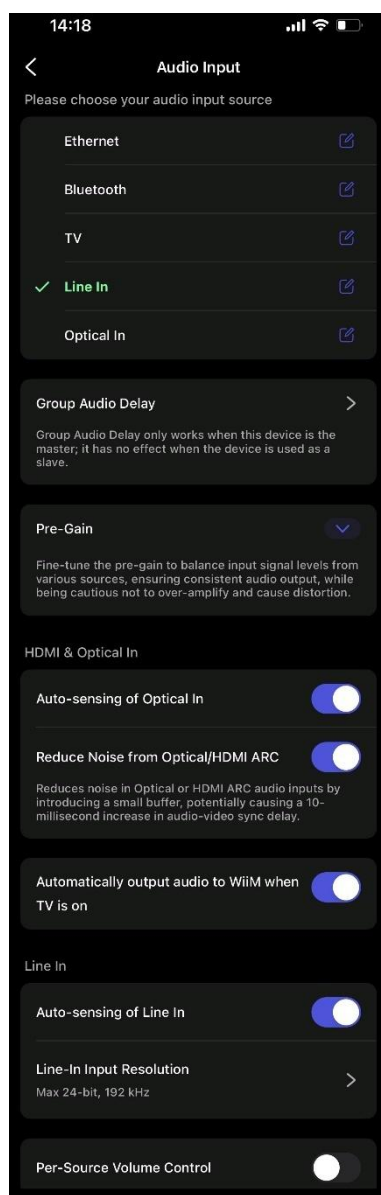 14:18
Audio Input
Please choose your audio input source
Ethernet
Bluetooth
TV
Line In
Optical In
Group Audio Delay
Group Audio Delay only works when this device is the
master; it has no effect when the device is used as a
slave.
Pre-Gain
Fine-tune the pre-gain to balance input signal levels from
various sources, ensuring consistent audio output, while
being cautious not to over-amplify and cause distortion.
HDMI & Optical In
Auto-sensing of Optical In
Reduce Noise from Optical/HDMI ARC
Reduces noise in Optical or HDMI ARC audio inputs by
introducing a small buffer, potentially causing a 10-
millisecond increase in audio-video sync delay.
Automatically output audio to WiiM when
TV is on
Line In
Auto-sensing of Line In
Line-In Input Resolution
Max 24-bit, 192 kHz
Per-Source Volume Control